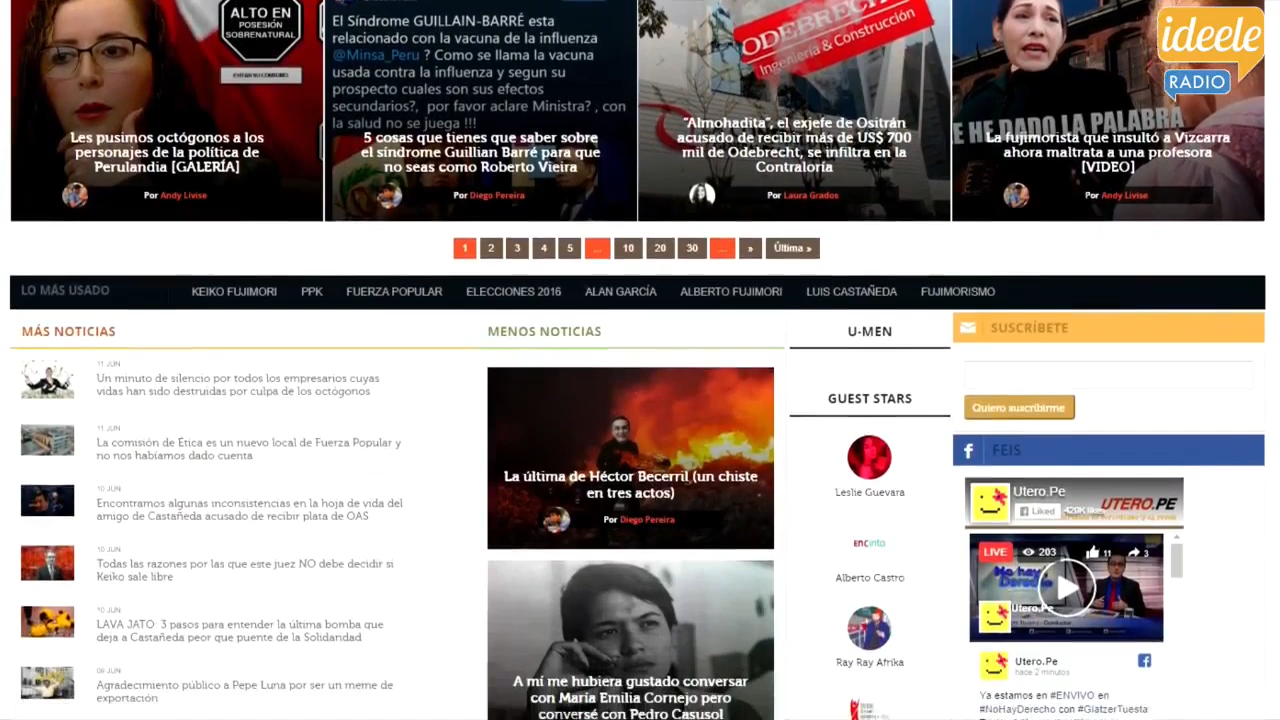 ALTO EN
POSESIÓN
SOBRENATURAL
EVITAR SU CONSUMO
Les pusimos octógonos a los
personajes de la política de
Perulandia [GALERÍA]
Por Andy Livise
El Síndrome GUILLAIN-BARRÉ esta
relacionado con la vacuna de la influenza
@Minsa_Peru ? Como se llama la vacuna
usada contra la influenza y segun su
prospecto cuales son sus efectos
secundarios?, por favor aclare Ministra? , con
la salud no se juega !!!
5 cosas que tienes que saber sobre
el síndrome Guillian Barré para que
no seas como Roberto Vieira
Por Diego Pereira
ODEBRECHT
Ingeniería & Construcción
"Almohadita", el exjefe de Ositrán
acusado de recibir más de US$ 700
mil de Odebrecht, se infiltra en la
Contraloría
Por Laura Grados
E HE DADO LA PALABRA
La fujimorista que insultó a Vizcarra
ahora maltrata a una profesora
[VIDEO]
Por Andy Livise
ideele
RADIO
1 2 3 4 5 ... 10 20 30 ... » Última »
LO MÁS USADO KEIKO FUJIMORI PPK FUERZA POPULAR ELECCIONES 2016 ALAN GARCÍA ALBERTO FUJIMORI LUIS CASTAÑEDA FUJIMORISMO
MÁS NOTICIAS
11 JUN
Un minuto de silencio por todos los empresarios cuyas
vidas han sido destruidas por culpa de los octógonos
11 JUN
La comisión de Ética es un nuevo local de Fuerza Popular y
no nos habíamos dado cuenta
10 JUN
Encontramos algunas inconsistencias en la hoja de vida del
amigo de Castañeda acusado de recibir plata de OAS
10 JUN
Todas las razones por las que este juez NO debe decidir si
Keiko sale libre
10 JUN
LAVA JATO: 3 pasos para entender la última bomba que
deja a Castañeda peor que puente de la Solidaridad
09 JUN
Agradecimiento público a Pepe Luna por ser un meme de
exportación
MENOS NOTICIAS
La última de Héctor Becerril (un chiste
en tres actos)
Por Diego Pereira
A mí me hubiera gustado conversar
con María Emilia Cornejo pero
conversé con Pedro Casusol
U-MEN
GUEST STARS
Leslie Guevara
encinta
Alberto Castro
Ray Ray Afrika
SUSCRÍBETE
Quiero suscribirme
FEIS
Utero.Pe
Liked 429K likes
UTERO.PE
LIVE 203 11 3
No hay
Derecho
Utero.Pe
Utero.Pe
hace 2 minutos
Ya estamos en #ENVIVO en
#NoHayDerecho con #GlatzerTuesta